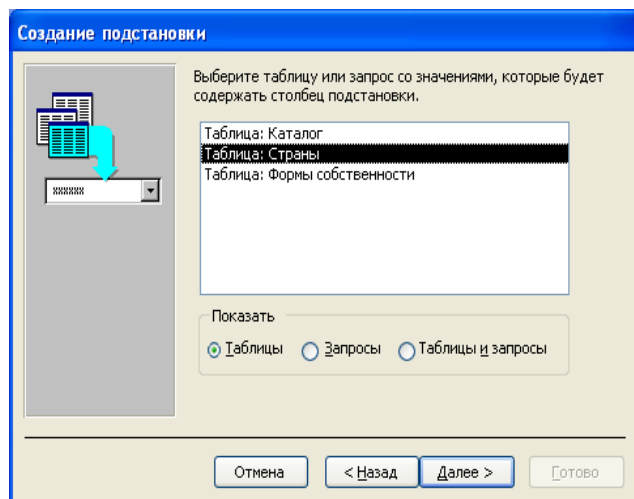 Создание подстановки
Выберите таблицу или запрос со значениями, которые будет
содержать столбец подстановки.
Таблица: Каталог
Таблица: Страны
Таблица: Формы собственности
xxxxxx
Показать
Таблицы Запросы Таблицы и запросы
Отмена < Назад Далее > Готово